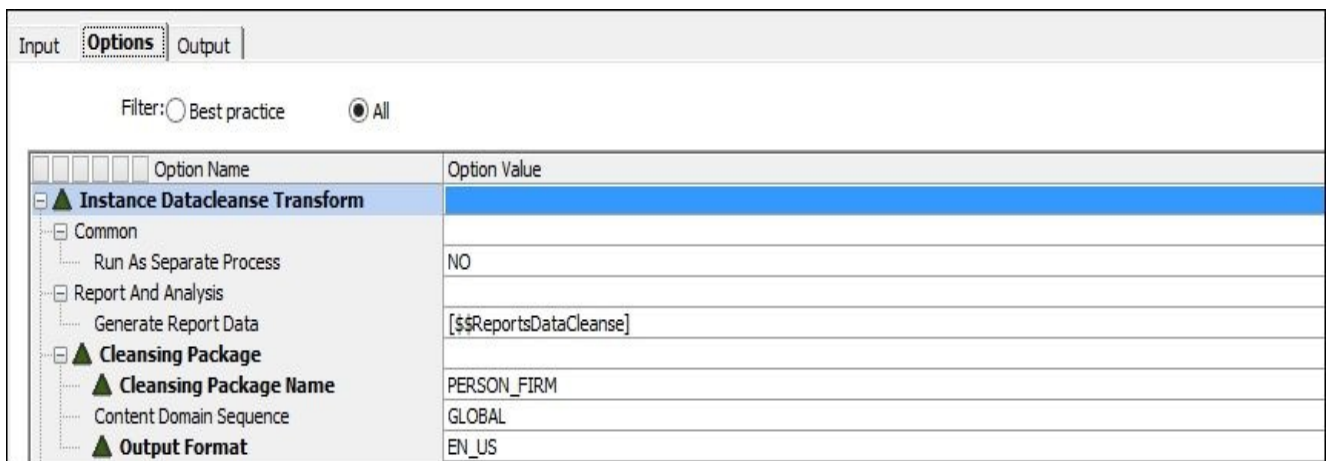 Input Options Output
Filter: Best practice All
Option Name Option Value
Instance Datacleanse Transform
Common
Run As Separate Process NO
Report And Analysis
Generate Report Data [$$ReportsDataCleanse]
Cleansing Package
Cleansing Package Name PERSON_FIRM
Content Domain Sequence GLOBAL
Output Format EN_US